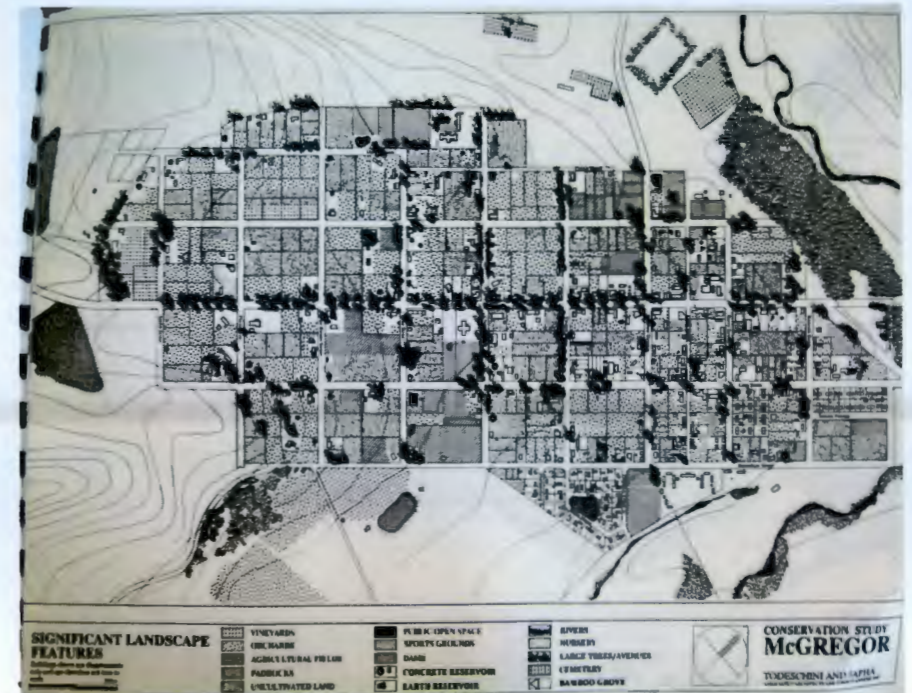 SIGNIFICANT LANDSCAPE
FEATURES
VINEYARDS
ORCHARDS
AGRICULTURAL FIELDS
PADDOCKS
UNCULTIVATED LAND
PUBLIC OPEN SPACE
SPORTS GROUNDS
DAMS
CONCRETE RESERVOIR
EARTH RESERVOIR
RIVERS
NURSERY
LARGE TREES/AVENUES
CEMETERY
BAMBOO GROVE
CONSERVATION STUDY
McGREGOR
TODESCHINI AND JAPHA